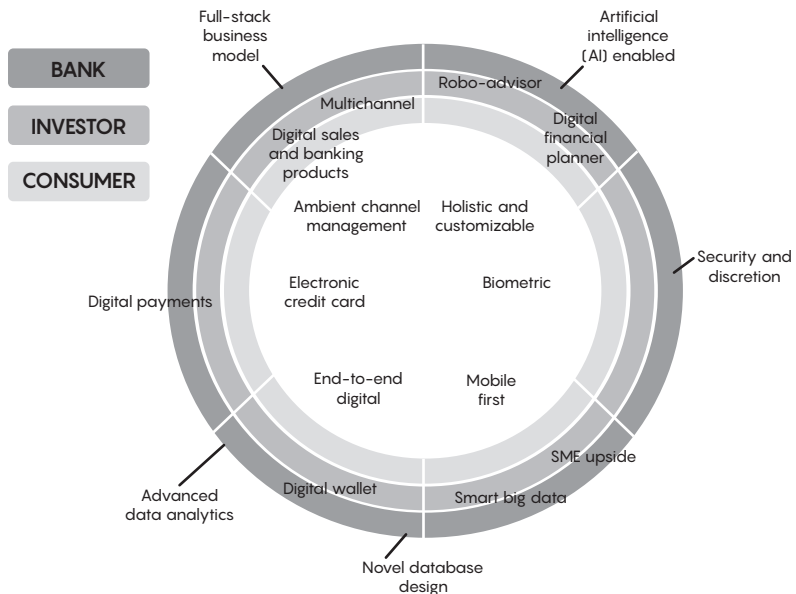 Full-stack
business
model
Artificial
intelligence
(AI) enabled
BANK
INVESTOR
CONSUMER
Robo-advisor
Multichannel
Digital
financial
planner
Digital sales
and banking
products
Ambient channel
management
Holistic and
customizable
Security and
discretion
Electronic
credit card
Biometric
Digital payments
End-to-end
digital
Mobile
first
SME upside
Digital wallet
Smart big data
Advanced
data analytics
Novel database
design